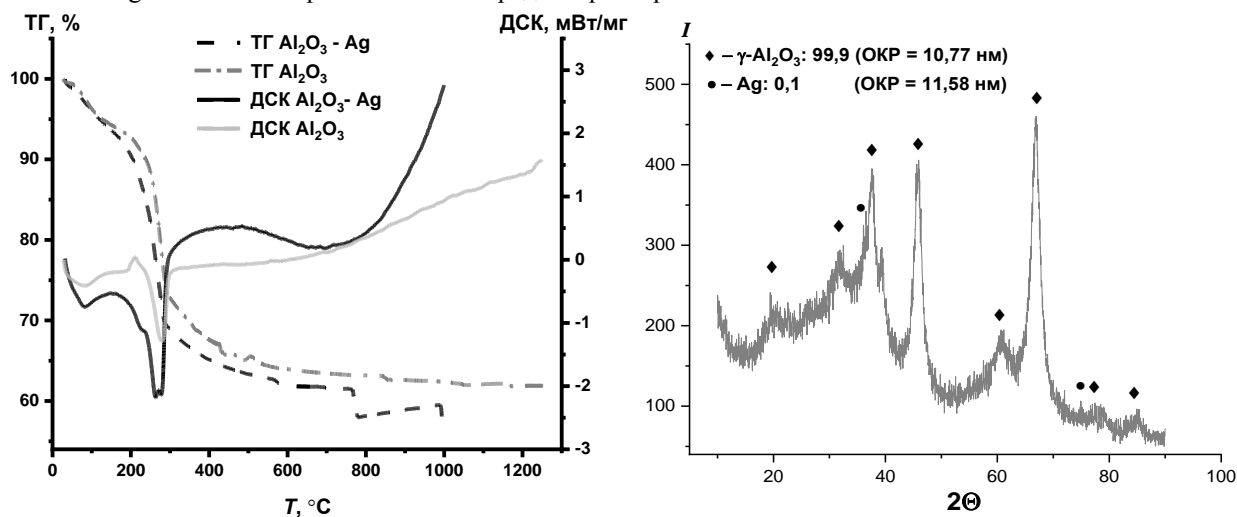 ТГ, %
ДСК, мВт/мг
ТГ Al₂O₃ - Ag
ТГ Al₂O₃
ДСК Al₂O₃- Ag
ДСК Al₂O₃
100
90
80
70
60
3
2
1
0
-1
-2
-3
0 200 400 600 800 1000 1200
T, °C
I
♦ – γ-Al₂O₃: 99,9 (ОКР = 10,77 нм)
● – Ag: 0,1 (ОКР = 11,58 нм)
500
400
300
200
100
20 40 60 80 100
2Θ